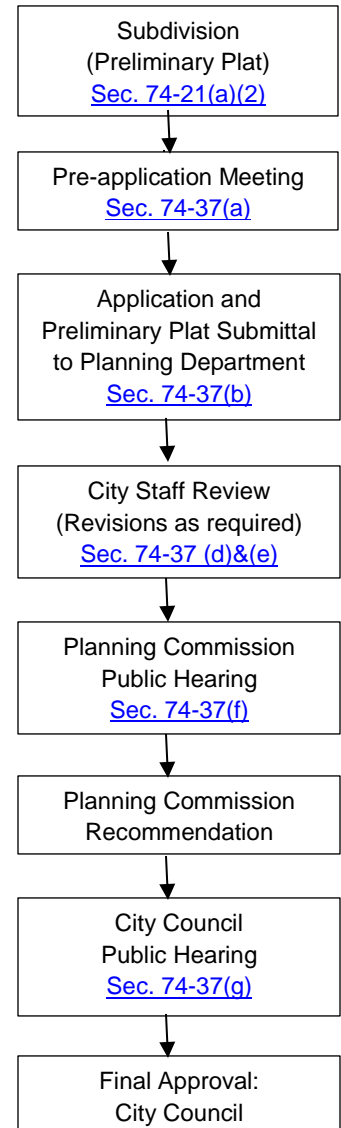 Subdivision
(Preliminary Plat)
Sec. 74-21(a)(2)
Pre-application Meeting
Sec. 74-37(a)
Application and
Preliminary Plat Submittal
to Planning Department
Sec. 74-37(b)
City Staff Review
(Revisions as required)
Sec. 74-37 (d)&(e)
Planning Commission
Public Hearing
Sec. 74-37(f)
Planning Commission
Recommendation
City Council
Public Hearing
Sec. 74-37(g)
Final Approval:
City Council